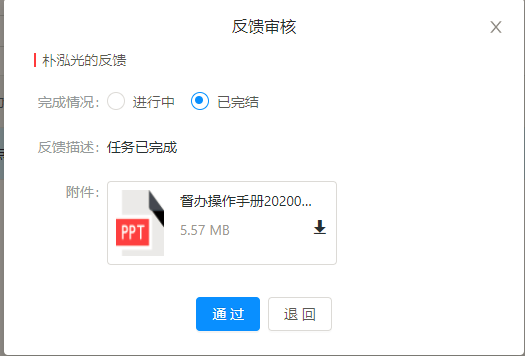 反馈审核
朴泓光的反馈
完成情况: 进行中 已完结
反馈描述: 任务已完成
附件:
督办操作手册20200...
PPT
5.57 MB
通 过 退 回